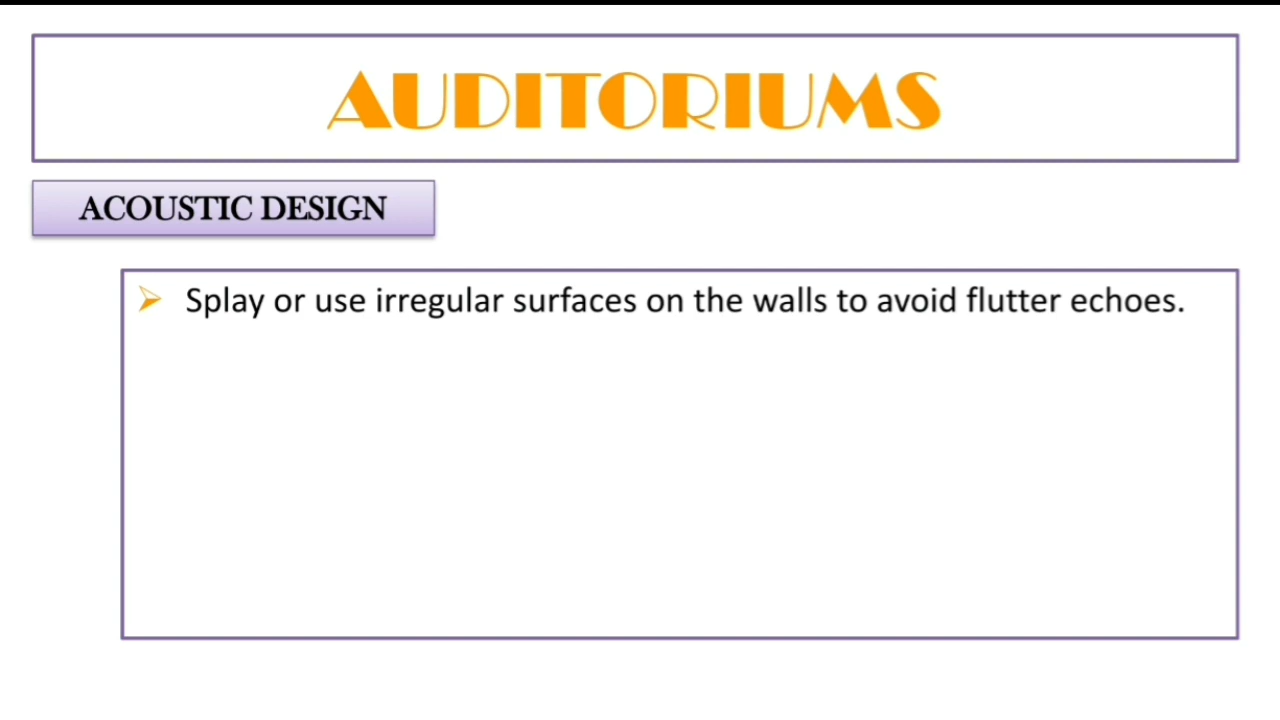 AUDITORIUMS
ACOUSTIC DESIGN
Splay or use irregular surfaces on the walls to avoid flutter echoes.